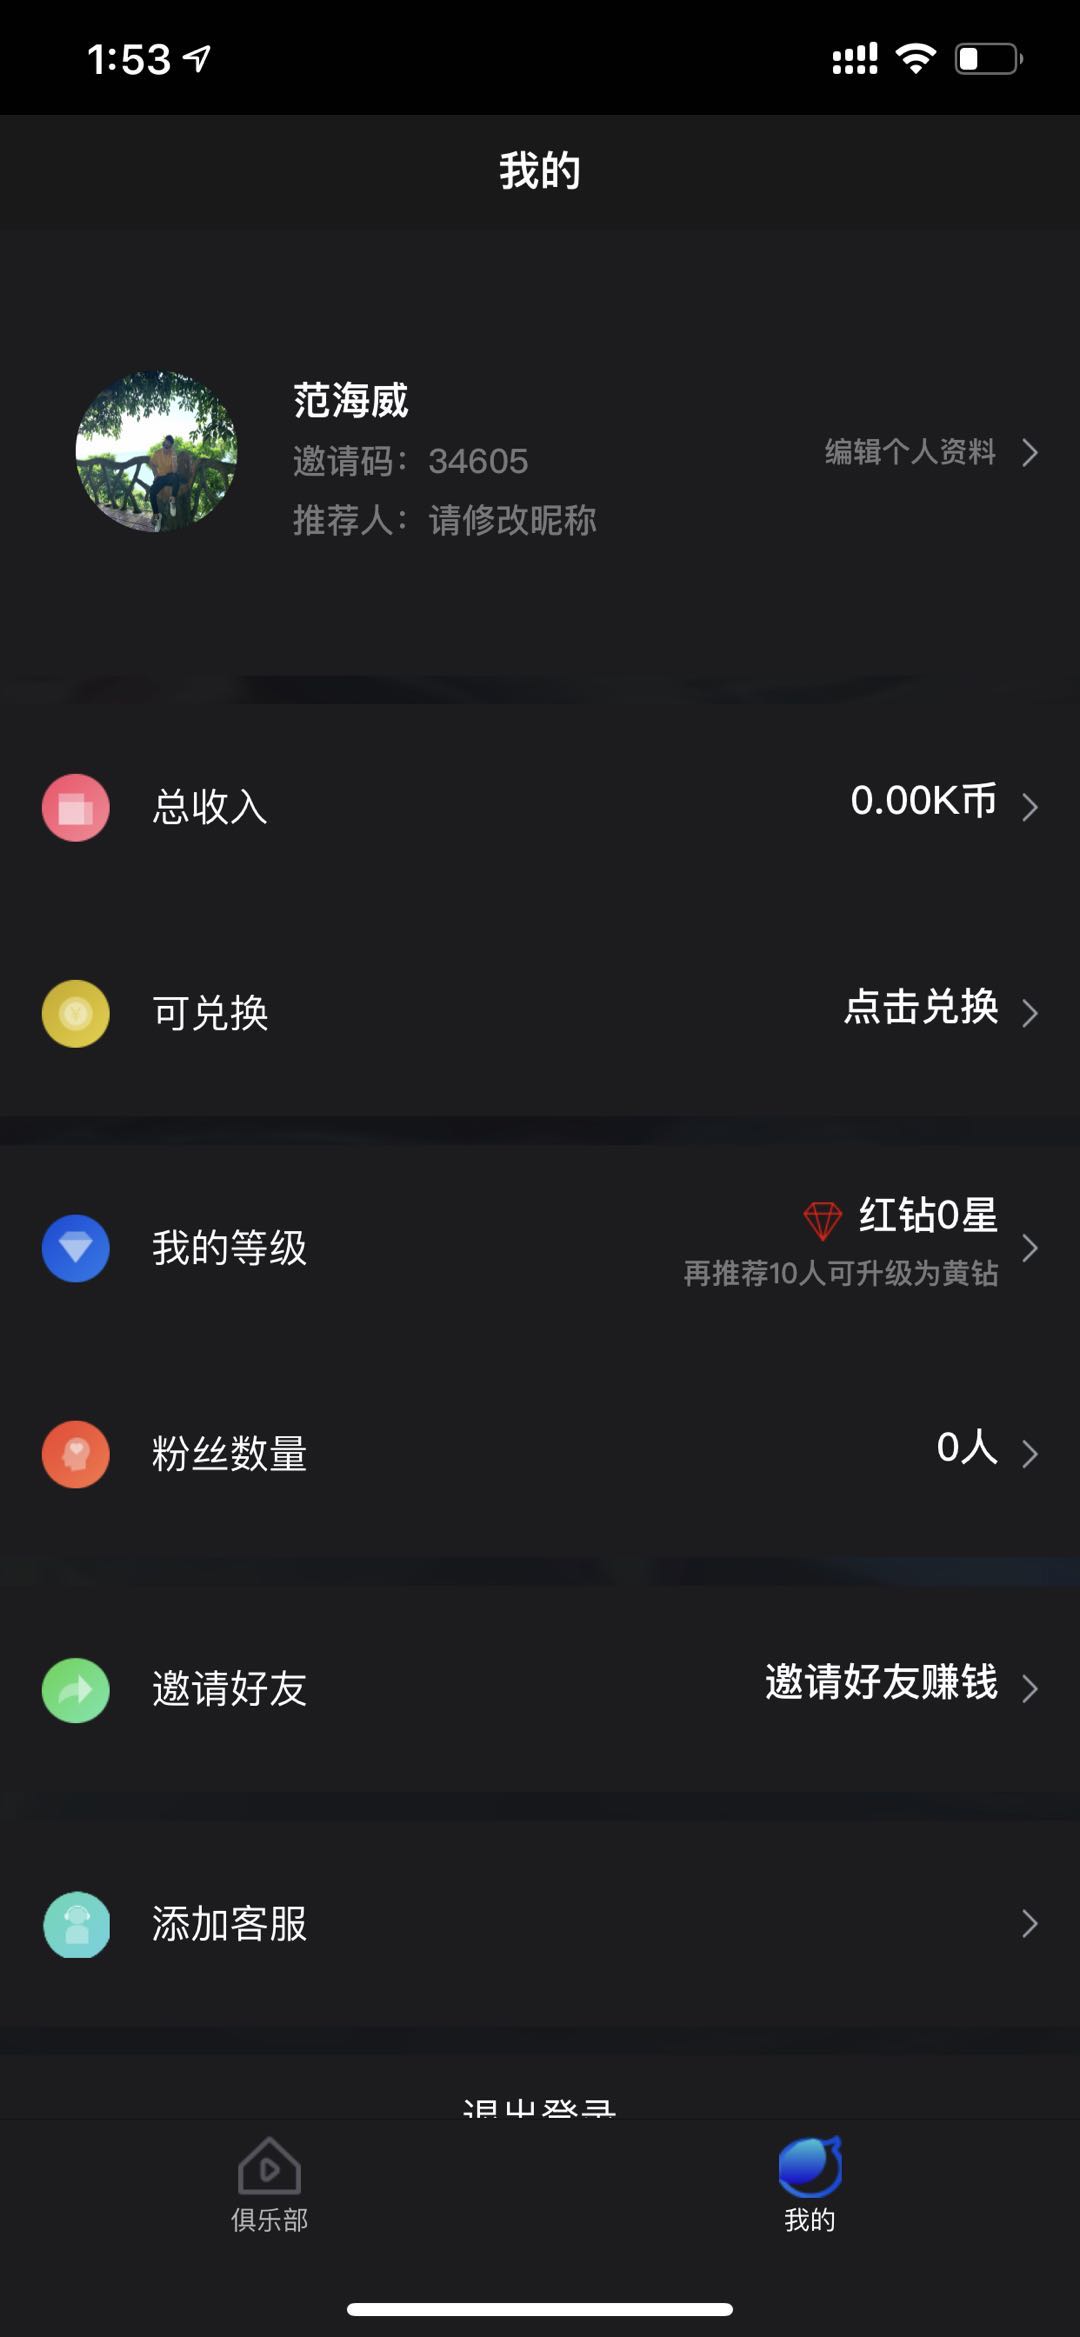 1:53
我的
范海威
邀请码：34605
推荐人：请修改昵称
编辑个人资料
总收入
0.00K币
可兑换
点击兑换
我的等级
红钻0星
再推荐10人可升级为黄钻
粉丝数量
0人
邀请好友
邀请好友赚钱
添加客服
退出登录
俱乐部
我的